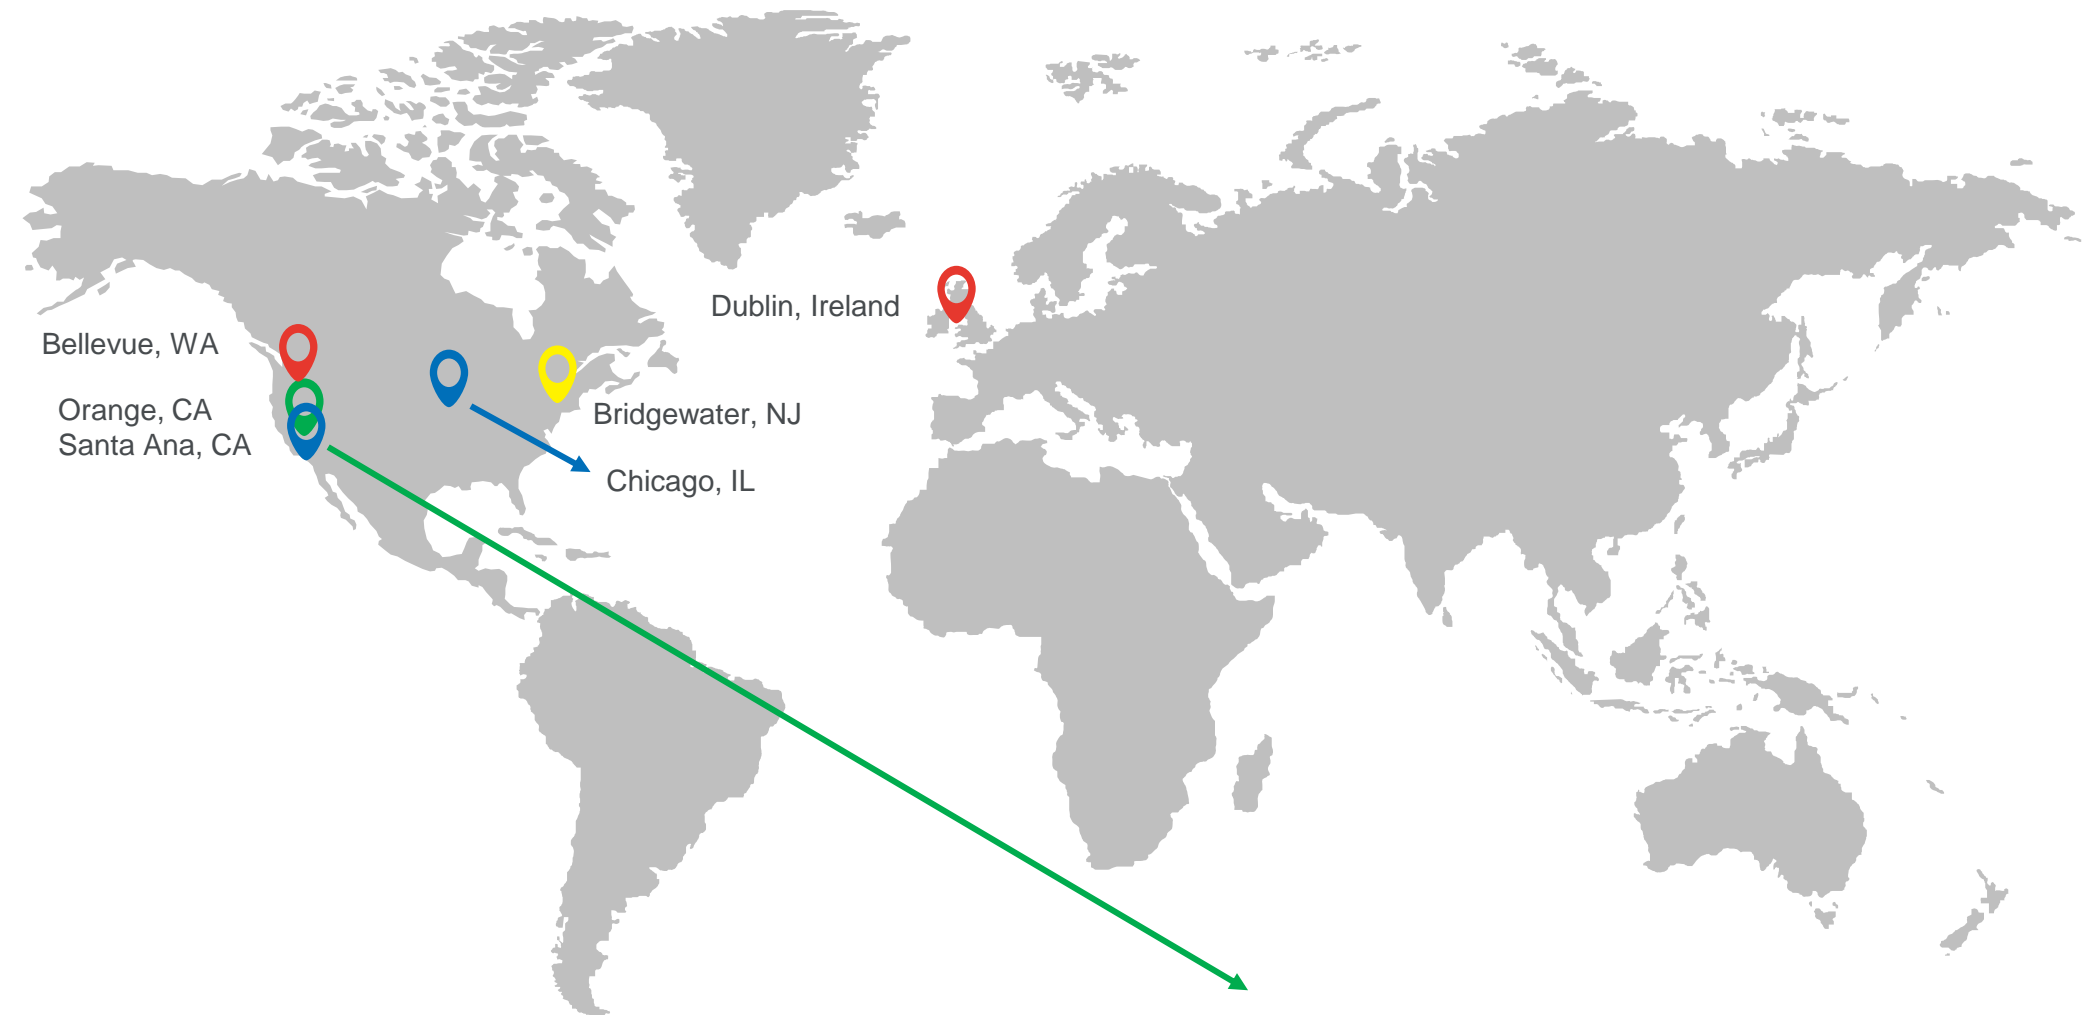 Dublin, Ireland
Bellevue, WA
Orange, CA
Santa Ana, CA
Bridgewater, NJ
Chicago, IL